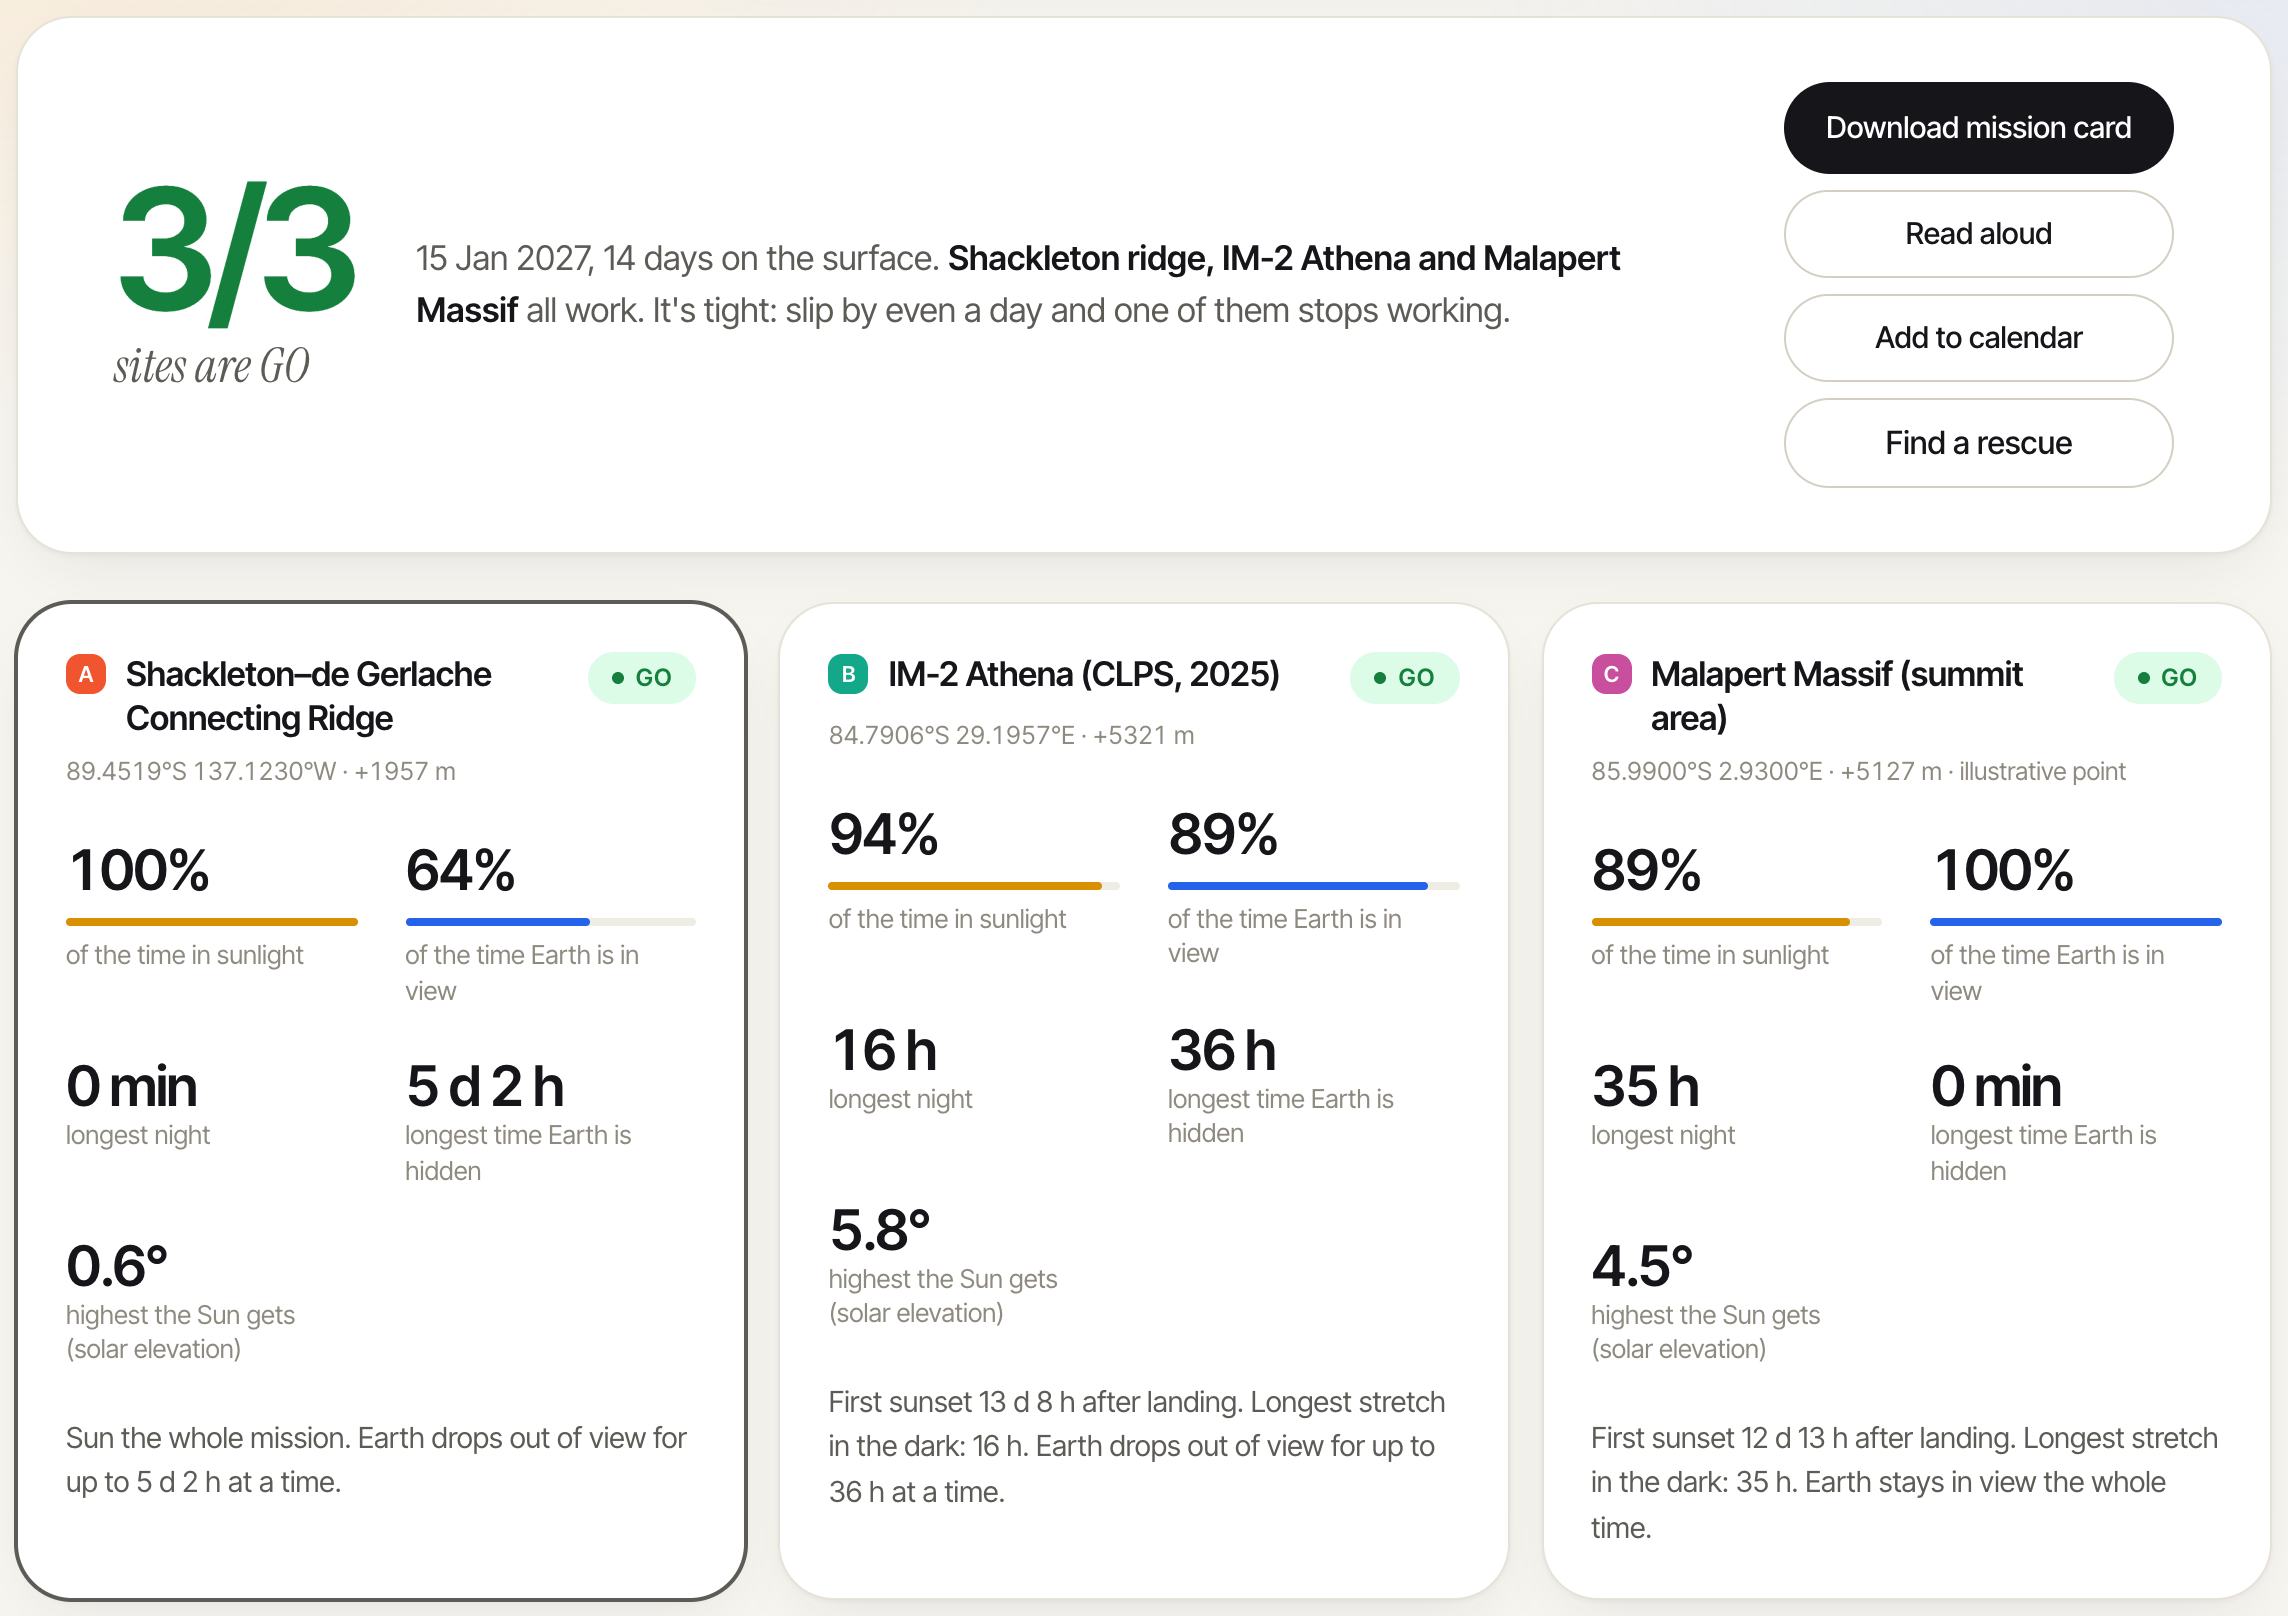 3/3
sites are GO
15 Jan 2027, 14 days on the surface. Shackleton ridge, IM-2 Athena and Malapert
Massif all work. It's tight: slip by even a day and one of them stops working.
Download mission card
Read aloud
Add to calendar
Find a rescue
A
Shackleton–de Gerlache
Connecting Ridge
GO
89.4519°S 137.1230°W · +1957 m
100%
of the time in sunlight
64%
of the time Earth is in
view
0 min
longest night
5 d 2 h
longest time Earth is
hidden
0.6°
highest the Sun gets
(solar elevation)
Sun the whole mission. Earth drops out of view for
up to 5 d 2 h at a time.
B
IM-2 Athena (CLPS, 2025)
GO
84.7906°S 29.1957°E · +5321 m
94%
of the time in sunlight
89%
of the time Earth is in
view
16 h
longest night
36 h
longest time Earth is
hidden
5.8°
highest the Sun gets
(solar elevation)
First sunset 13 d 8 h after landing. Longest stretch
in the dark: 16 h. Earth drops out of view for up to
36 h at a time.
C
Malapert Massif (summit
area)
GO
85.9900°S 2.9300°E · +5127 m · illustrative point
89%
of the time in sunlight
100%
of the time Earth is in
view
35 h
longest night
0 min
longest time Earth is
hidden
4.5°
highest the Sun gets
(solar elevation)
First sunset 12 d 13 h after landing. Longest stretch
in the dark: 35 h. Earth stays in view the whole
time.